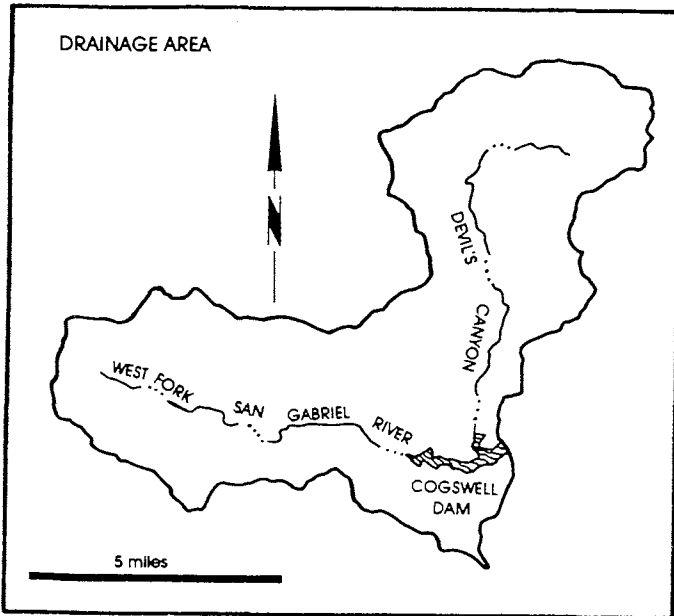 DRAINAGE AREA
N
DEVIL'S
CANYON
WEST FORK
SAN
GABRIEL
RIVER
COGSWELL
DAM
5 miles